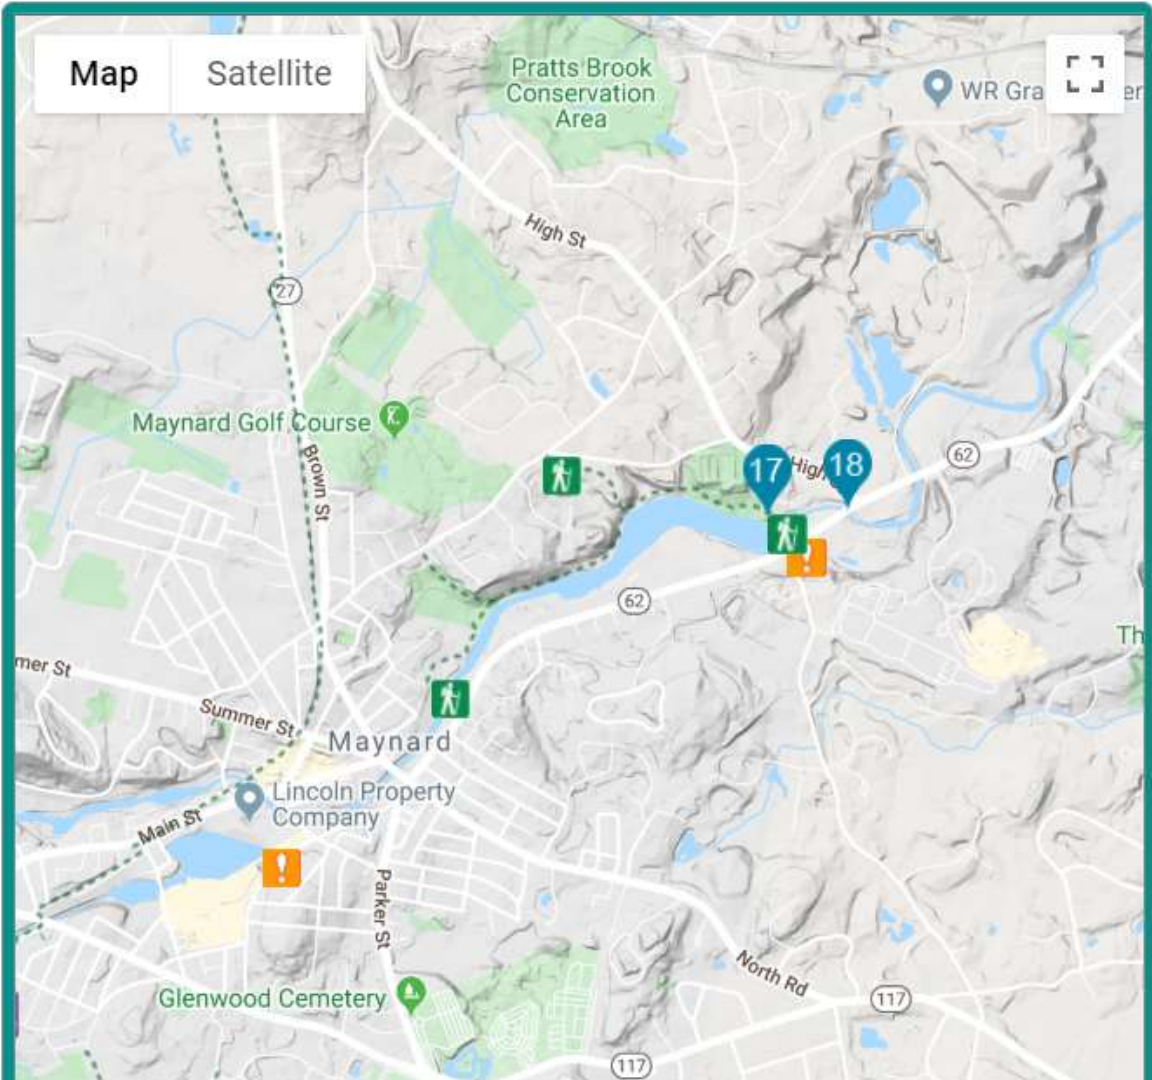 Map
Satellite
Pratts Brook
Conservation
Area
WR Gra
er
High St
27
Maynard Golf Course
Brown St
17
High
18
62
62
Th
mer St
Summer St
Maynard
Lincoln Property
Company
Main St
!
!
Parker St
North Rd
Glenwood Cemetery
117
117